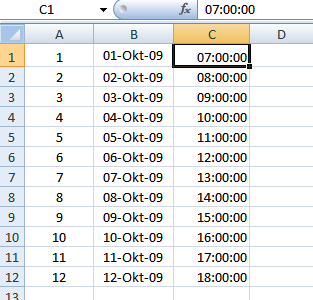 C1 fx 07:00:00
A B C D
1 1 01-Okt-09 07:00:00
2 2 02-Okt-09 08:00:00
3 3 03-Okt-09 09:00:00
4 4 04-Okt-09 10:00:00
5 5 05-Okt-09 11:00:00
6 6 06-Okt-09 12:00:00
7 7 07-Okt-09 13:00:00
8 8 08-Okt-09 14:00:00
9 9 09-Okt-09 15:00:00
10 10 10-Okt-09 16:00:00
11 11 11-Okt-09 17:00:00
12 12 12-Okt-09 18:00:00
13